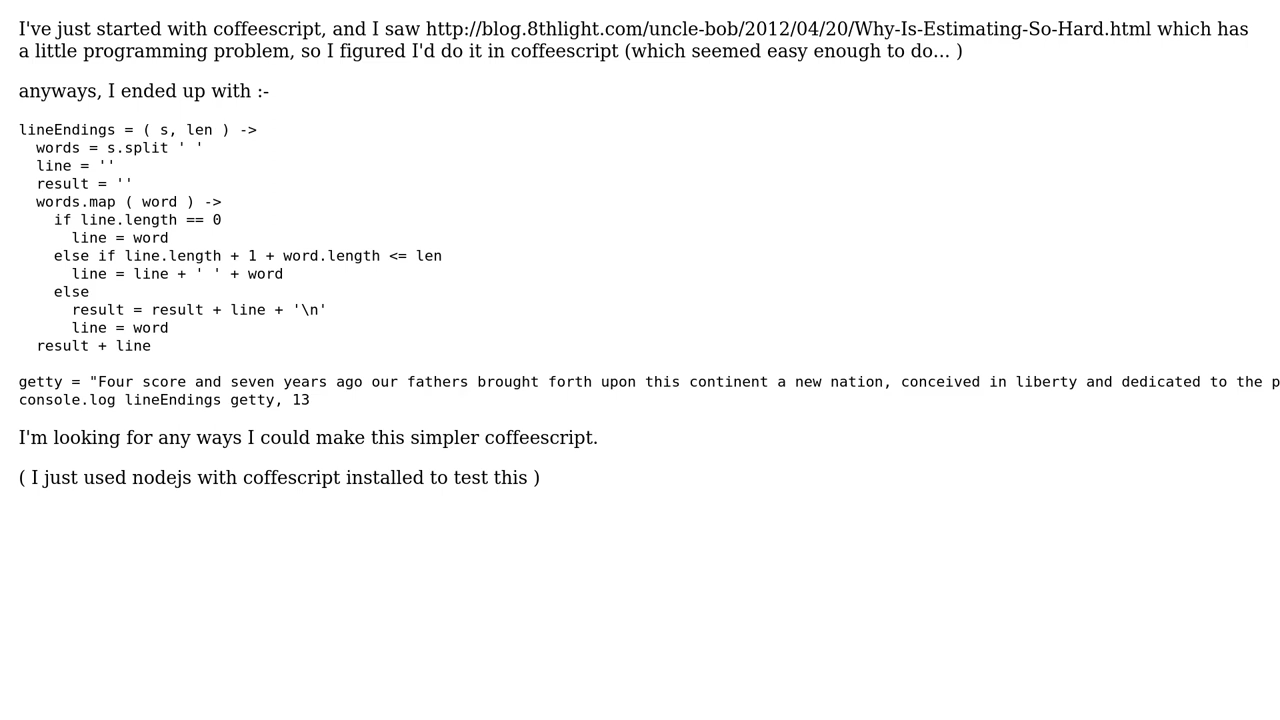 I've just started with coffeescript, and I saw http://blog.8thlight.com/uncle-bob/2012/04/20/Why-Is-Estimating-So-Hard.html which has
a little programming problem, so I figured I'd do it in coffeescript (which seemed easy enough to do... )
anyways, I ended up with :-
lineEndings = ( s, len ) ->
  words = s.split ' '
  line = ''
  result = ''
  words.map ( word ) ->
    if line.length == 0
      line = word
    else if line.length + 1 + word.length <= len
      line = line + ' ' + word
    else
      result = result + line + '\n'
      line = word
  result + line
getty = "Four score and seven years ago our fathers brought forth upon this continent a new nation, conceived in liberty and dedicated to the p
console.log lineEndings getty, 13
I'm looking for any ways I could make this simpler coffeescript.
( I just used nodejs with coffescript installed to test this )